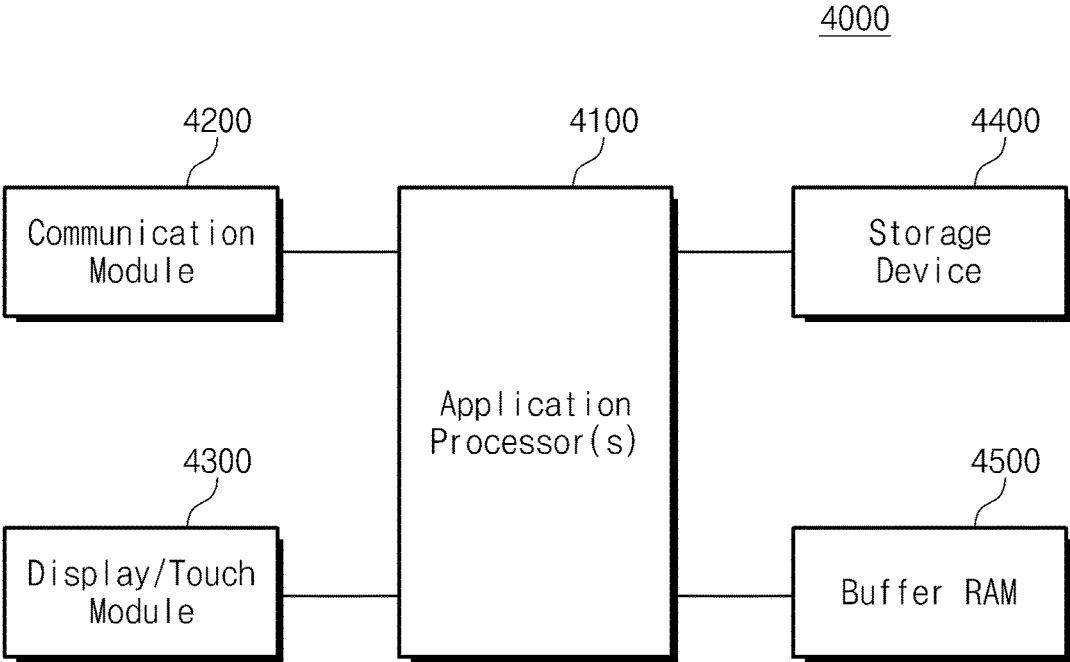 4000
4200
4100
4400
Communication
Module
Storage
Device
Application
Processor(s)
4300
4500
Display/Touch
Module
Buffer RAM